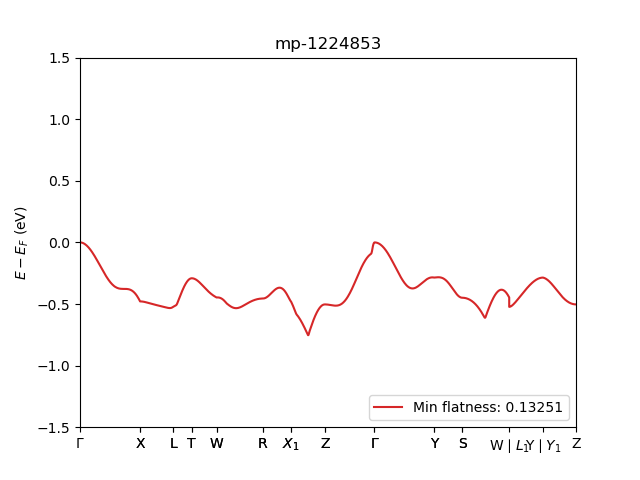 mp-1224853
1.5
1.0
0.5
0.0
−0.5
−1.0
−1.5
E − E_F (eV)
Min flatness: 0.13251
Γ X L T W R X₁ Z Γ Y S W | L₁ Y | Y₁ Z